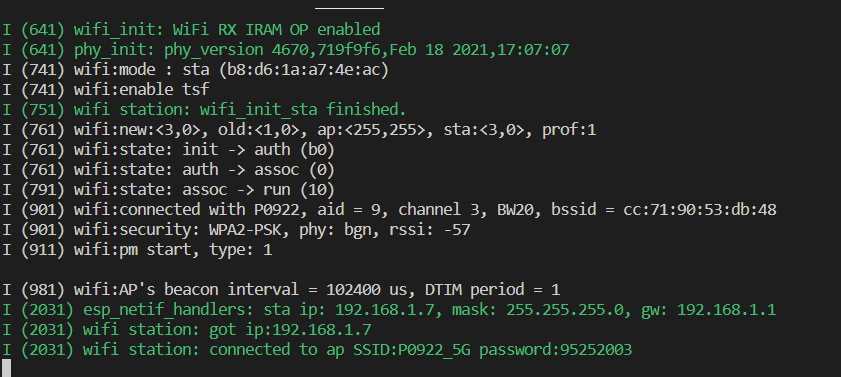 I (641) wifi_init: WiFi RX IRAM OP enabled
I (641) phy_init: phy_version 4670,719f9f6,Feb 18 2021,17:07:07
I (741) wifi:mode : sta (b8:d6:1a:a7:4e:ac)
I (741) wifi:enable tsf
I (751) wifi station: wifi_init_sta finished.
I (761) wifi:new:<3,0>, old:<1,0>, ap:<255,255>, sta:<3,0>, prof:1
I (761) wifi:state: init -> auth (b0)
I (761) wifi:state: auth -> assoc (0)
I (791) wifi:state: assoc -> run (10)
I (901) wifi:connected with P0922, aid = 9, channel 3, BW20, bssid = cc:71:90:53:db:48
I (901) wifi:security: WPA2-PSK, phy: bgn, rssi: -57
I (911) wifi:pm start, type: 1
I (981) wifi:AP's beacon interval = 102400 us, DTIM period = 1
I (2031) esp_netif_handlers: sta ip: 192.168.1.7, mask: 255.255.255.0, gw: 192.168.1.1
I (2031) wifi station: got ip:192.168.1.7
I (2031) wifi station: connected to ap SSID:P0922_5G password:95252003